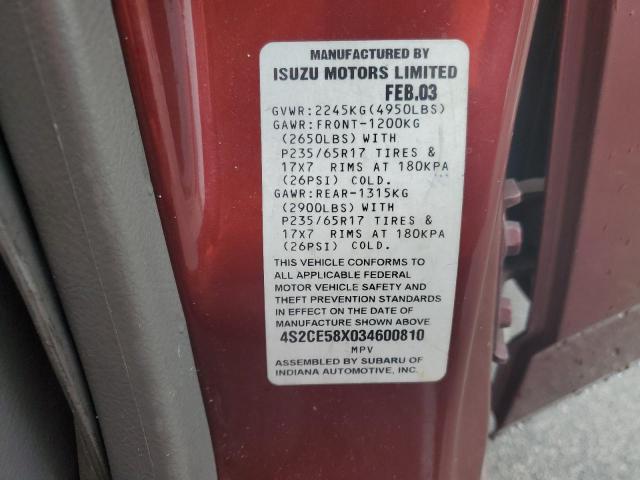 MANUFACTURED BY
ISUZU MOTORS LIMITED
FEB.03
GVWR:2245KG(4950LBS)
GAWR:FRONT-1200KG
(2650LBS)WITH
P235/65R17 TIRES &
17X7 RIMS AT 180KPA
(26PSI) COLD.
GAWR:REAR-1315KG
(2900LBS)WITH
P235/65R17 TIRES &
17X7 RIMS AT 180KPA
(26PSI) COLD.
THIS VEHICLE CONFORMS TO
ALL APPLICABLE FEDERAL
MOTOR VEHICLE SAFETY AND
THEFT PREVENTION STANDARDS
IN EFFECT ON THE DATE OF
MANUFACTURE SHOWN ABOVE
4S2CE58X034600810
MPV
ASSEMBLED BY SUBARU OF
INDIANA AUTOMOTIVE, INC.